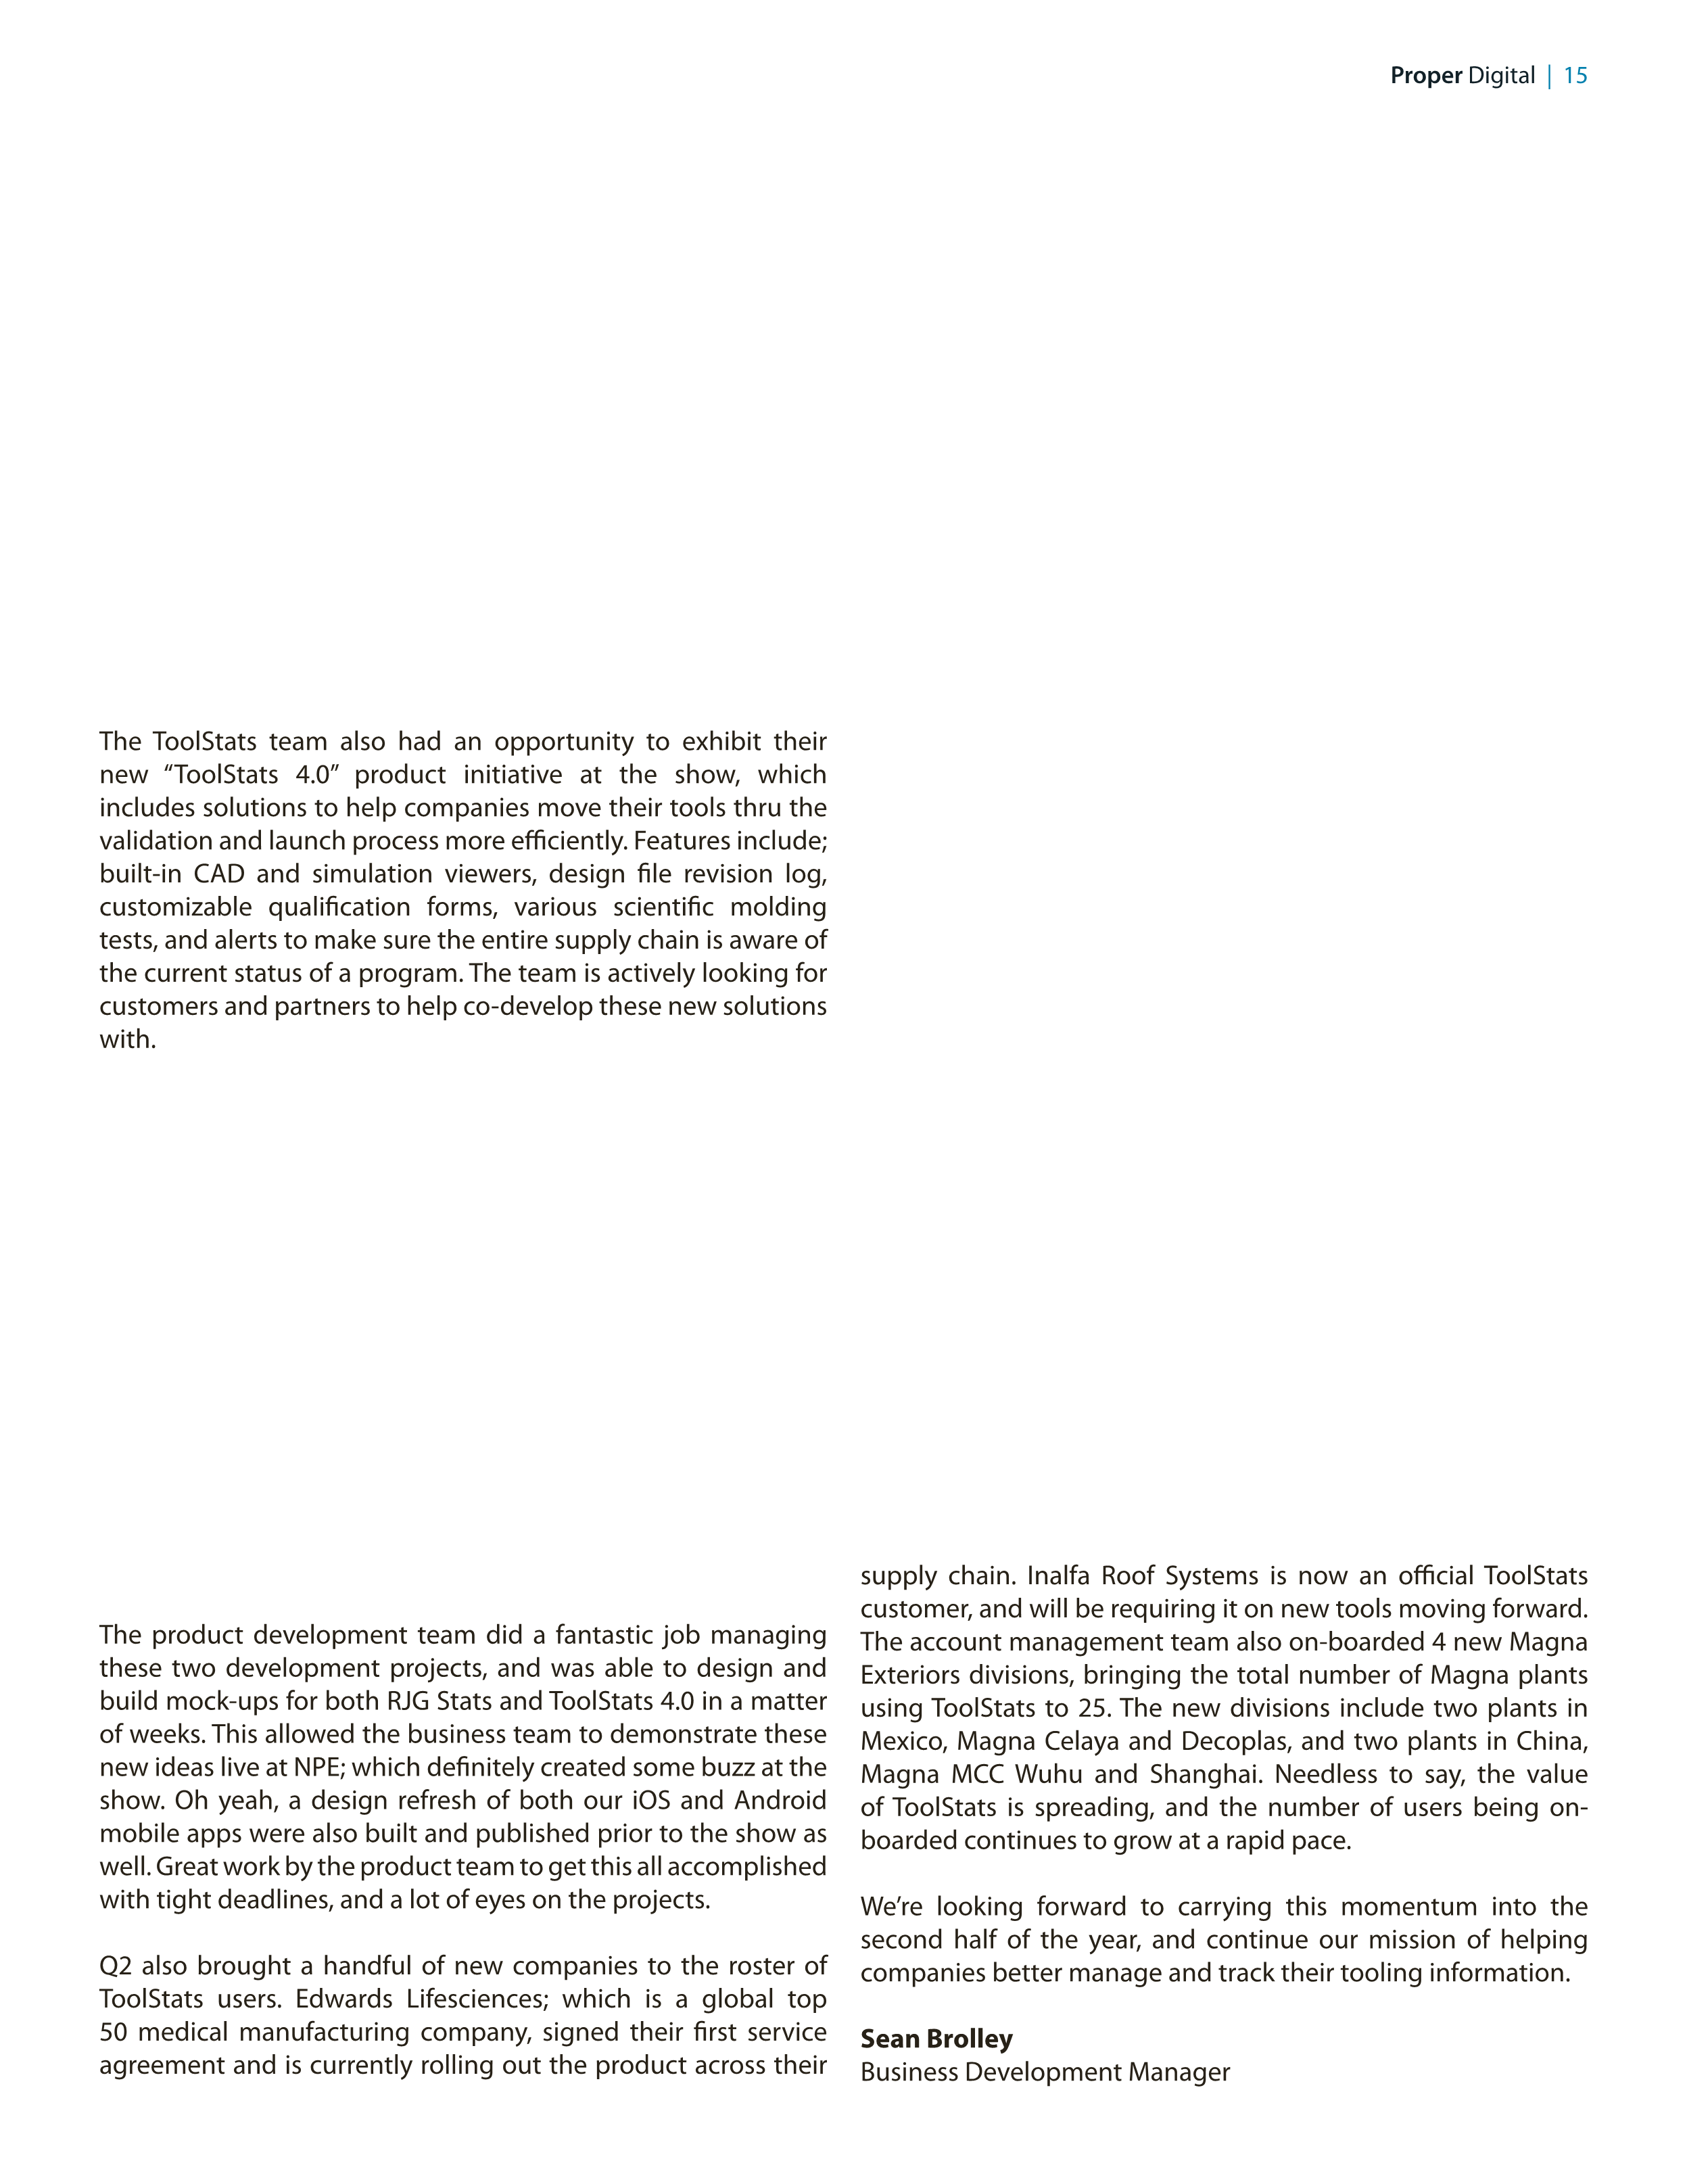 Proper Digital | 15
The ToolStats team also had an opportunity to exhibit their
new “ToolStats 4.0” product initiative at the show, which
includes solutions to help companies move their tools thru the
validation and launch process more efficiently. Features include;
built-in CAD and simulation viewers, design file revision log,
customizable qualification forms, various scientific molding
tests, and alerts to make sure the entire supply chain is aware of
the current status of a program. The team is actively looking for
customers and partners to help co-develop these new solutions
with.
The product development team did a fantastic job managing
these two development projects, and was able to design and
build mock-ups for both RJG Stats and ToolStats 4.0 in a matter
of weeks. This allowed the business team to demonstrate these
new ideas live at NPE; which definitely created some buzz at the
show. Oh yeah, a design refresh of both our iOS and Android
mobile apps were also built and published prior to the show as
well. Great work by the product team to get this all accomplished
with tight deadlines, and a lot of eyes on the projects.
Q2 also brought a handful of new companies to the roster of
ToolStats users. Edwards Lifesciences; which is a global top
50 medical manufacturing company, signed their first service
agreement and is currently rolling out the product across their
supply chain. Inalfa Roof Systems is now an official ToolStats
customer, and will be requiring it on new tools moving forward.
The account management team also on-boarded 4 new Magna
Exteriors divisions, bringing the total number of Magna plants
using ToolStats to 25. The new divisions include two plants in
Mexico, Magna Celaya and Decoplas, and two plants in China,
Magna MCC Wuhu and Shanghai. Needless to say, the value
of ToolStats is spreading, and the number of users being on-
boarded continues to grow at a rapid pace.
We’re looking forward to carrying this momentum into the
second half of the year, and continue our mission of helping
companies better manage and track their tooling information.
Sean Brolley
Business Development Manager